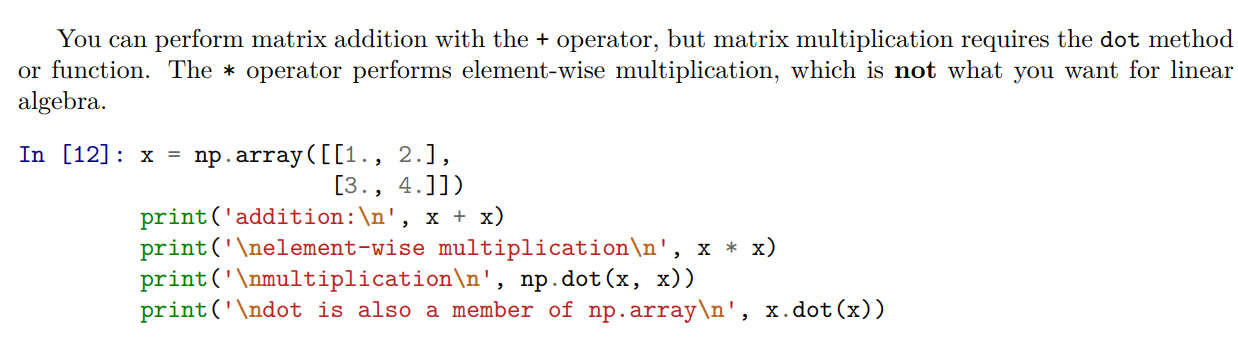 You can perform matrix addition with the + operator, but matrix multiplication requires the dot method
or function. The * operator performs element-wise multiplication, which is not what you want for linear
algebra.
In [12]: x = np.array([[1., 2.],
[3., 4.]])
print('addition:\n', x + x)
print('\nelement-wise multiplication\n', x * x)
print('\nmultiplication\n', np.dot(x, x))
print('\ndot is also a member of np.array\n', x.dot(x))